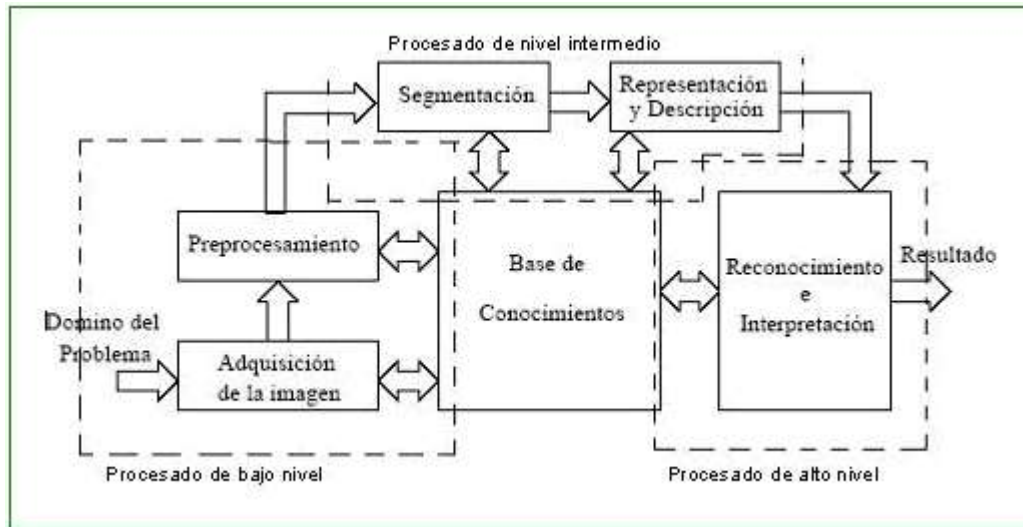 Procesado de nivel intermedio
Segmentación
Representación
y Descripción
Preprocesamiento
Base de
Conocimientos
Reconocimiento
e
Interpretación
Resultado
Domino del
Problema
Adquisición
de la imagen
Procesado de bajo nivel
Procesado de alto nivel